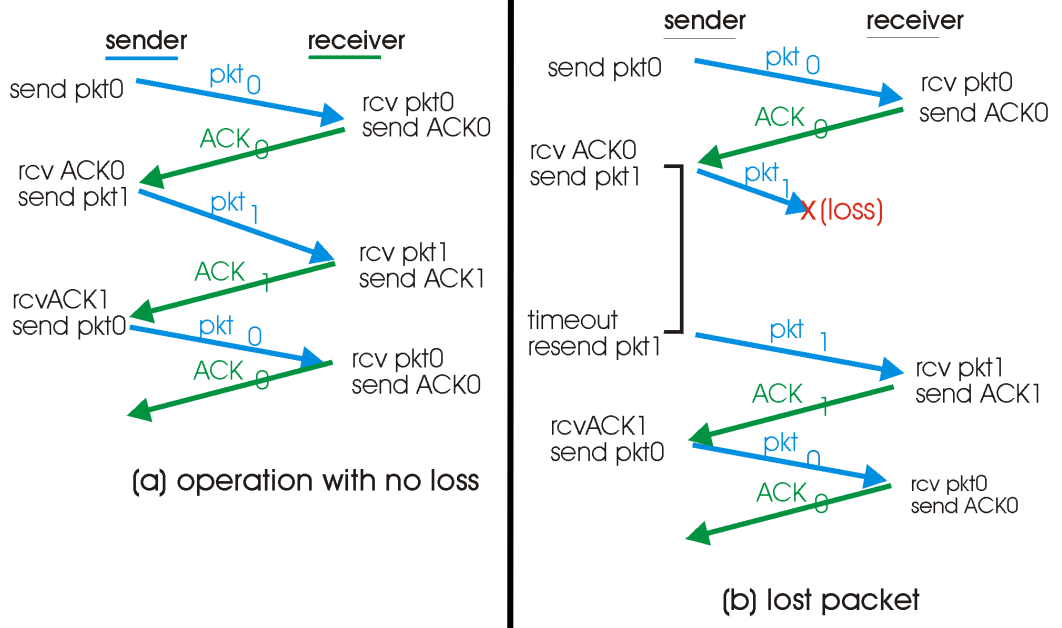 sender receiver
send pkt0
pkt 0
rcv pkt0
send ACK0
ACK 0
rcv ACK0
send pkt1
pkt 1
rcv pkt1
send ACK1
ACK 1
rcvACK1
send pkt0
pkt 0
rcv pkt0
send ACK0
ACK 0
(a) operation with no loss
sender receiver
send pkt0
pkt 0
rcv pkt0
send ACK0
ACK 0
rcv ACK0
send pkt1
pkt 1
X (loss)
timeout
resend pkt1
pkt 1
rcv pkt1
send ACK1
ACK 1
rcvACK1
send pkt0
pkt 0
rcv pkt0
send ACK0
ACK 0
(b) lost packet